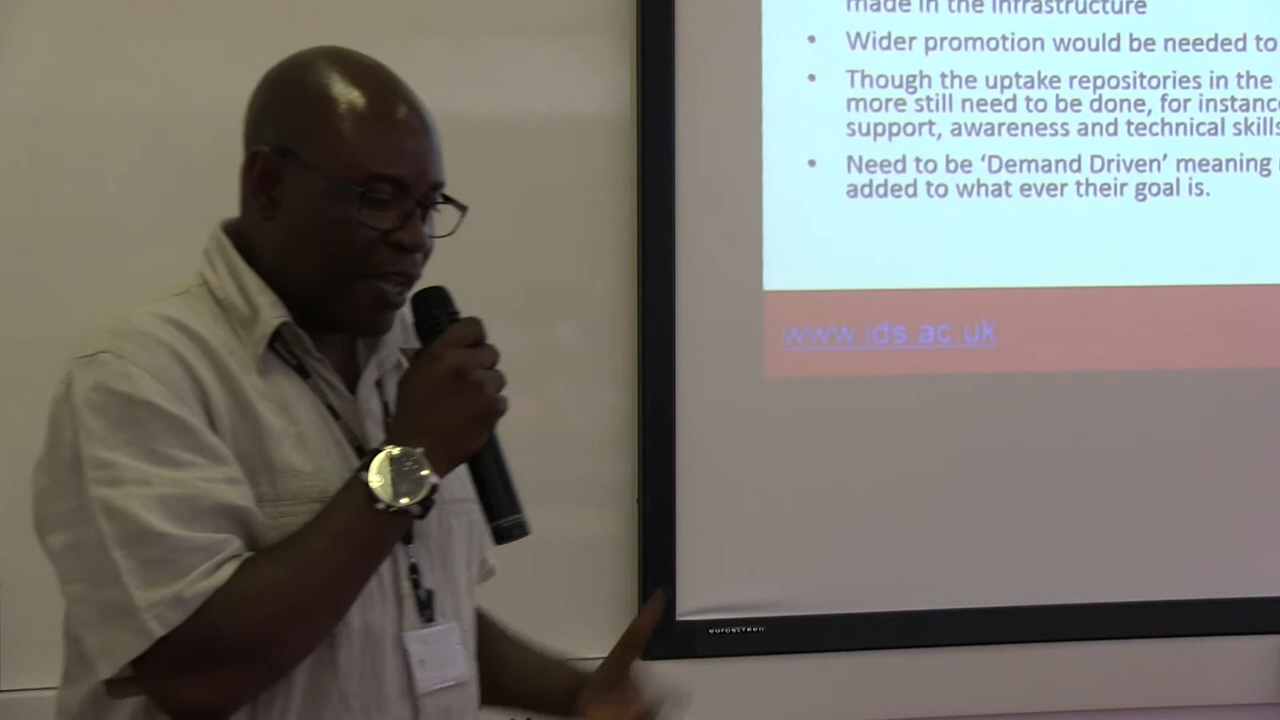 made in the infrastructure
• Wider promotion would be needed to
• Though the uptake repositories in the
more still need to be done, for instance
support, awareness and technical skills
• Need to be ‘Demand Driven’ meaning
added to what ever their goal is.
www.ids.ac.uk
euroscreen